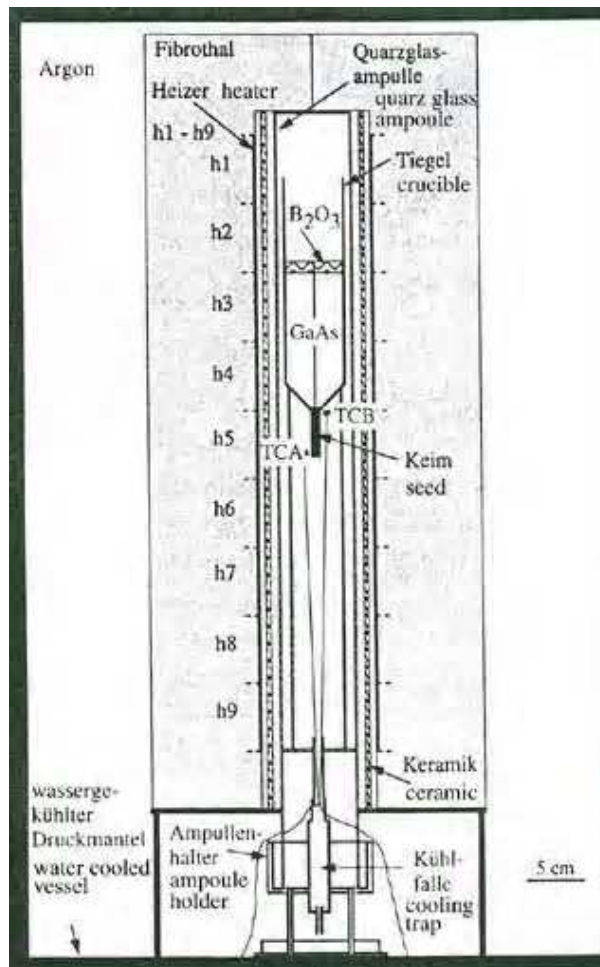 Fibrothal
Argon
Quarzglas-
ampulle
quarz glass
ampoule
Heizer heater
h1 - h9
h1
Tiegel
crucible
B2O3
h2
h3
GaAs
h4
TCB
h5
TCA
Keim
seed
h6
h7
h8
h9
Keramik
ceramic
wasserge-
kühlter
Druckmantel
water cooled
vessel
Ampullen-
halter
ampoule
holder
Kühl-
falle
cooling
trap
5 cm